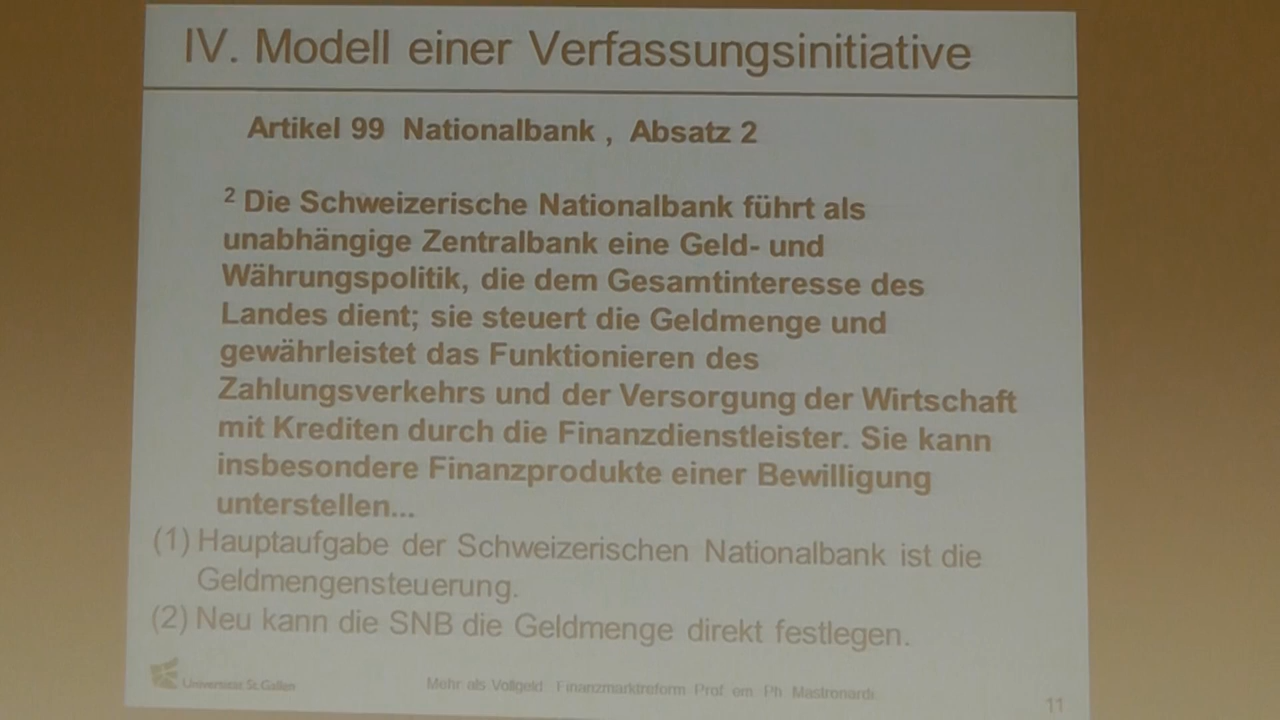 IV. Modell einer Verfassungsinitiative
Artikel 99 Nationalbank , Absatz 2
² Die Schweizerische Nationalbank führt als
unabhängige Zentralbank eine Geld- und
Währungspolitik, die dem Gesamtinteresse des
Landes dient; sie steuert die Geldmenge und
gewährleistet das Funktionieren des
Zahlungsverkehrs und der Versorgung der Wirtschaft
mit Krediten durch die Finanzdienstleister. Sie kann
insbesondere Finanzprodukte einer Bewilligung
unterstellen...
(1) Hauptaufgabe der Schweizerischen Nationalbank ist die
Geldmengensteuerung.
(2) Neu kann die SNB die Geldmenge direkt festlegen.
Universität St.Gallen
Mehr als Vollgeld: Finanzmarktreform Prof. em. Ph. Mastronardi
11